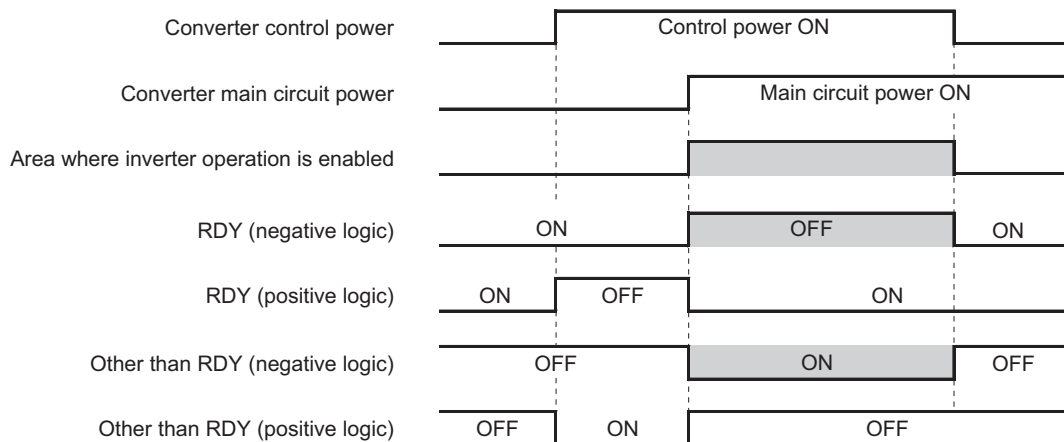 Converter control power Control power ON
Converter main circuit power Main circuit power ON
Area where inverter operation is enabled
RDY (negative logic) ON OFF ON
RDY (positive logic) ON OFF ON
Other than RDY (negative logic) OFF ON OFF
Other than RDY (positive logic) OFF ON OFF